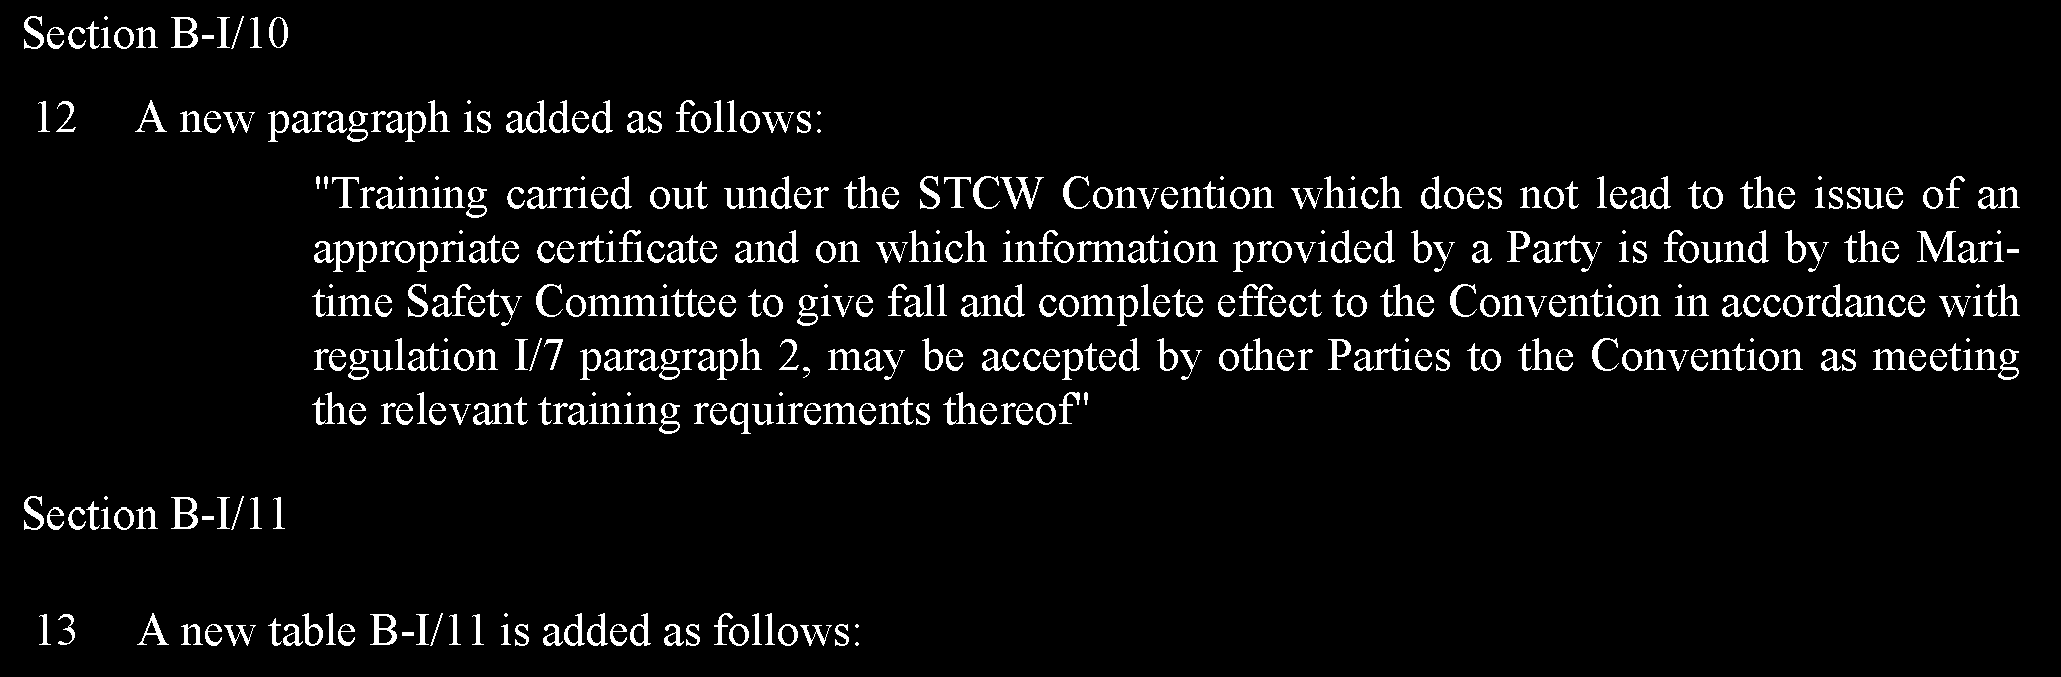 Section B-I/10
12 A new paragraph is added as follows:
"Training carried out under the STCW Convention which does not lead to the issue of an
appropriate certificate and on which information provided by a Party is found by the Mari-
time Safety Committee to give fall and complete effect to the Convention in accordance with
regulation I/7 paragraph 2, may be accepted by other Parties to the Convention as meeting
the relevant training requirements thereof"
Section B-I/11
13 A new table B-I/11 is added as follows: